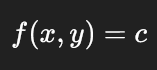 f(x, y) = c